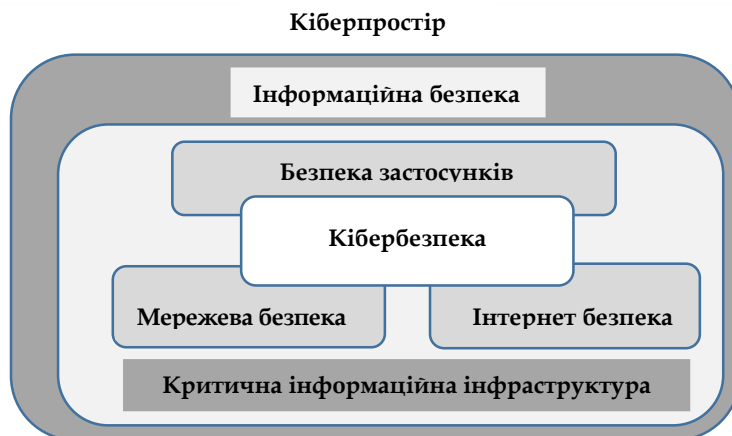 Кіберпростір
Інформаційна безпека
Безпека застосунків
Кібербезпека
Мережева безпека
Інтернет безпека
Критична інформаційна інфраструктура